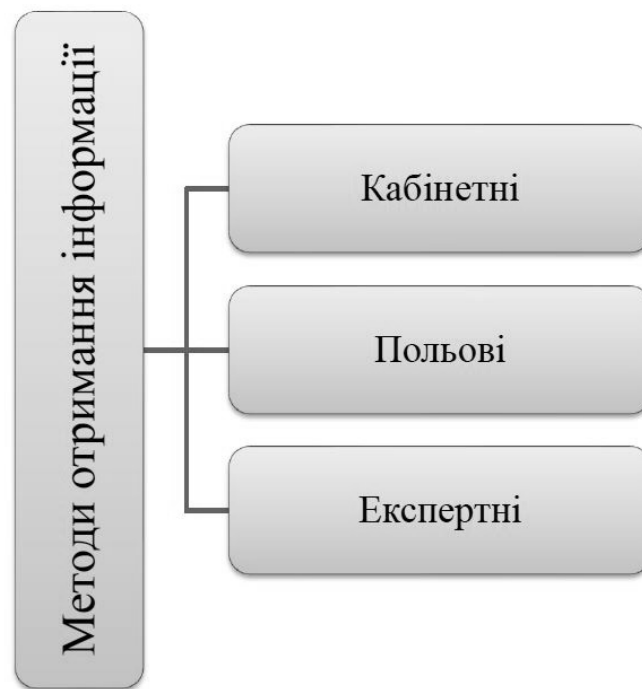 Методи отримання інформації
Кабінетні
Польові
Експертні